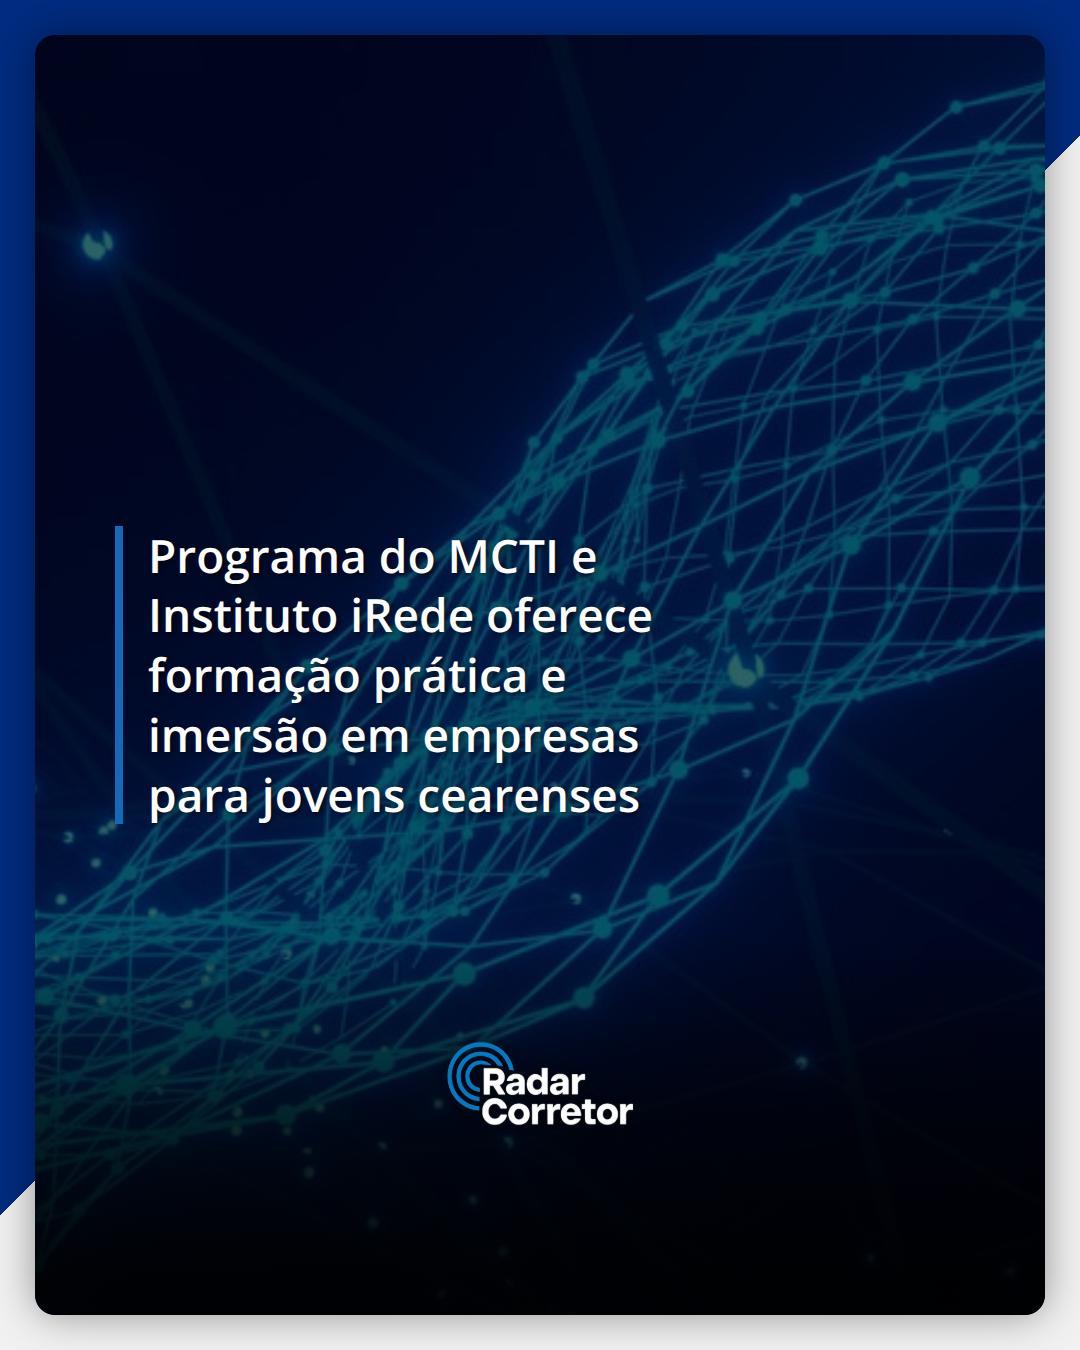 Programa do MCTI e
Instituto iRede oferece
formação prática e
imersão em empresas
para jovens cearenses
Radar
Corretor